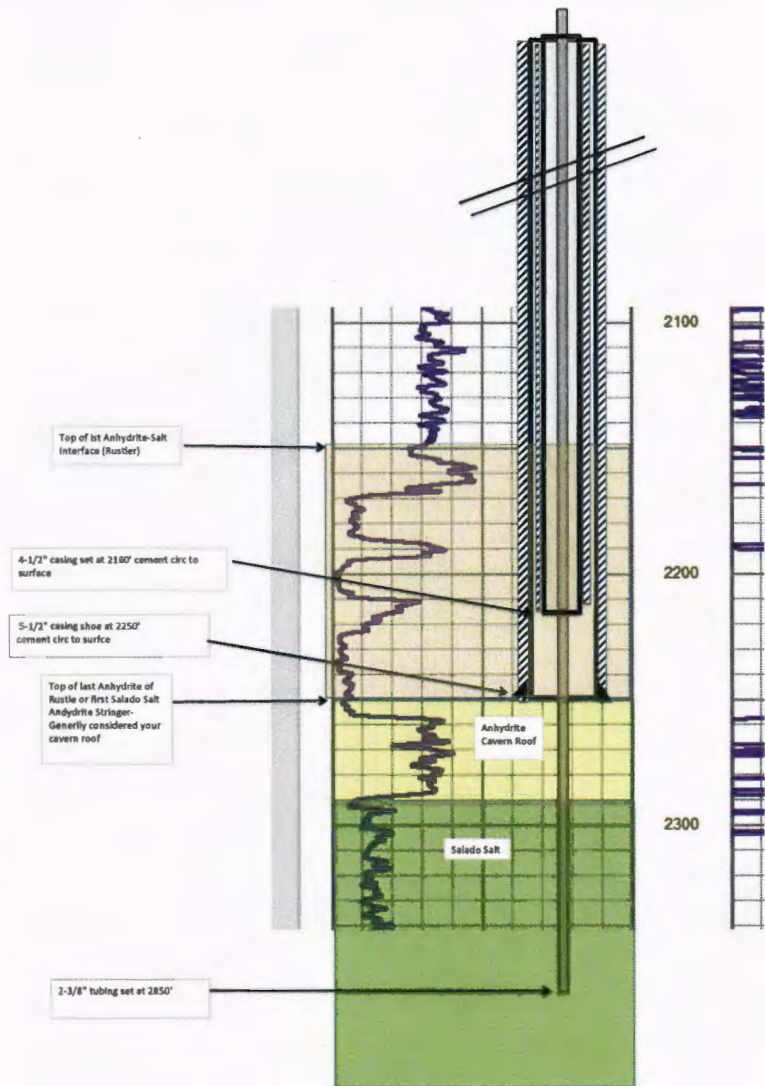 2100
Top of Ist Anhydrite-Salt
Interface (Rustler)
4-1/2" casing set at 2160' cement circ to
surface
2200
5-1/2" casing shoe at 2250'
cement circ to surfce
Top of last Anhydrite of
Rustle or first Salado Salt
Andydrite Stringer-
Generlly considered your
cavern roof
Anhydrite
Cavern Roof
2300
Salado Salt
2-3/8" tubing set at 2850'